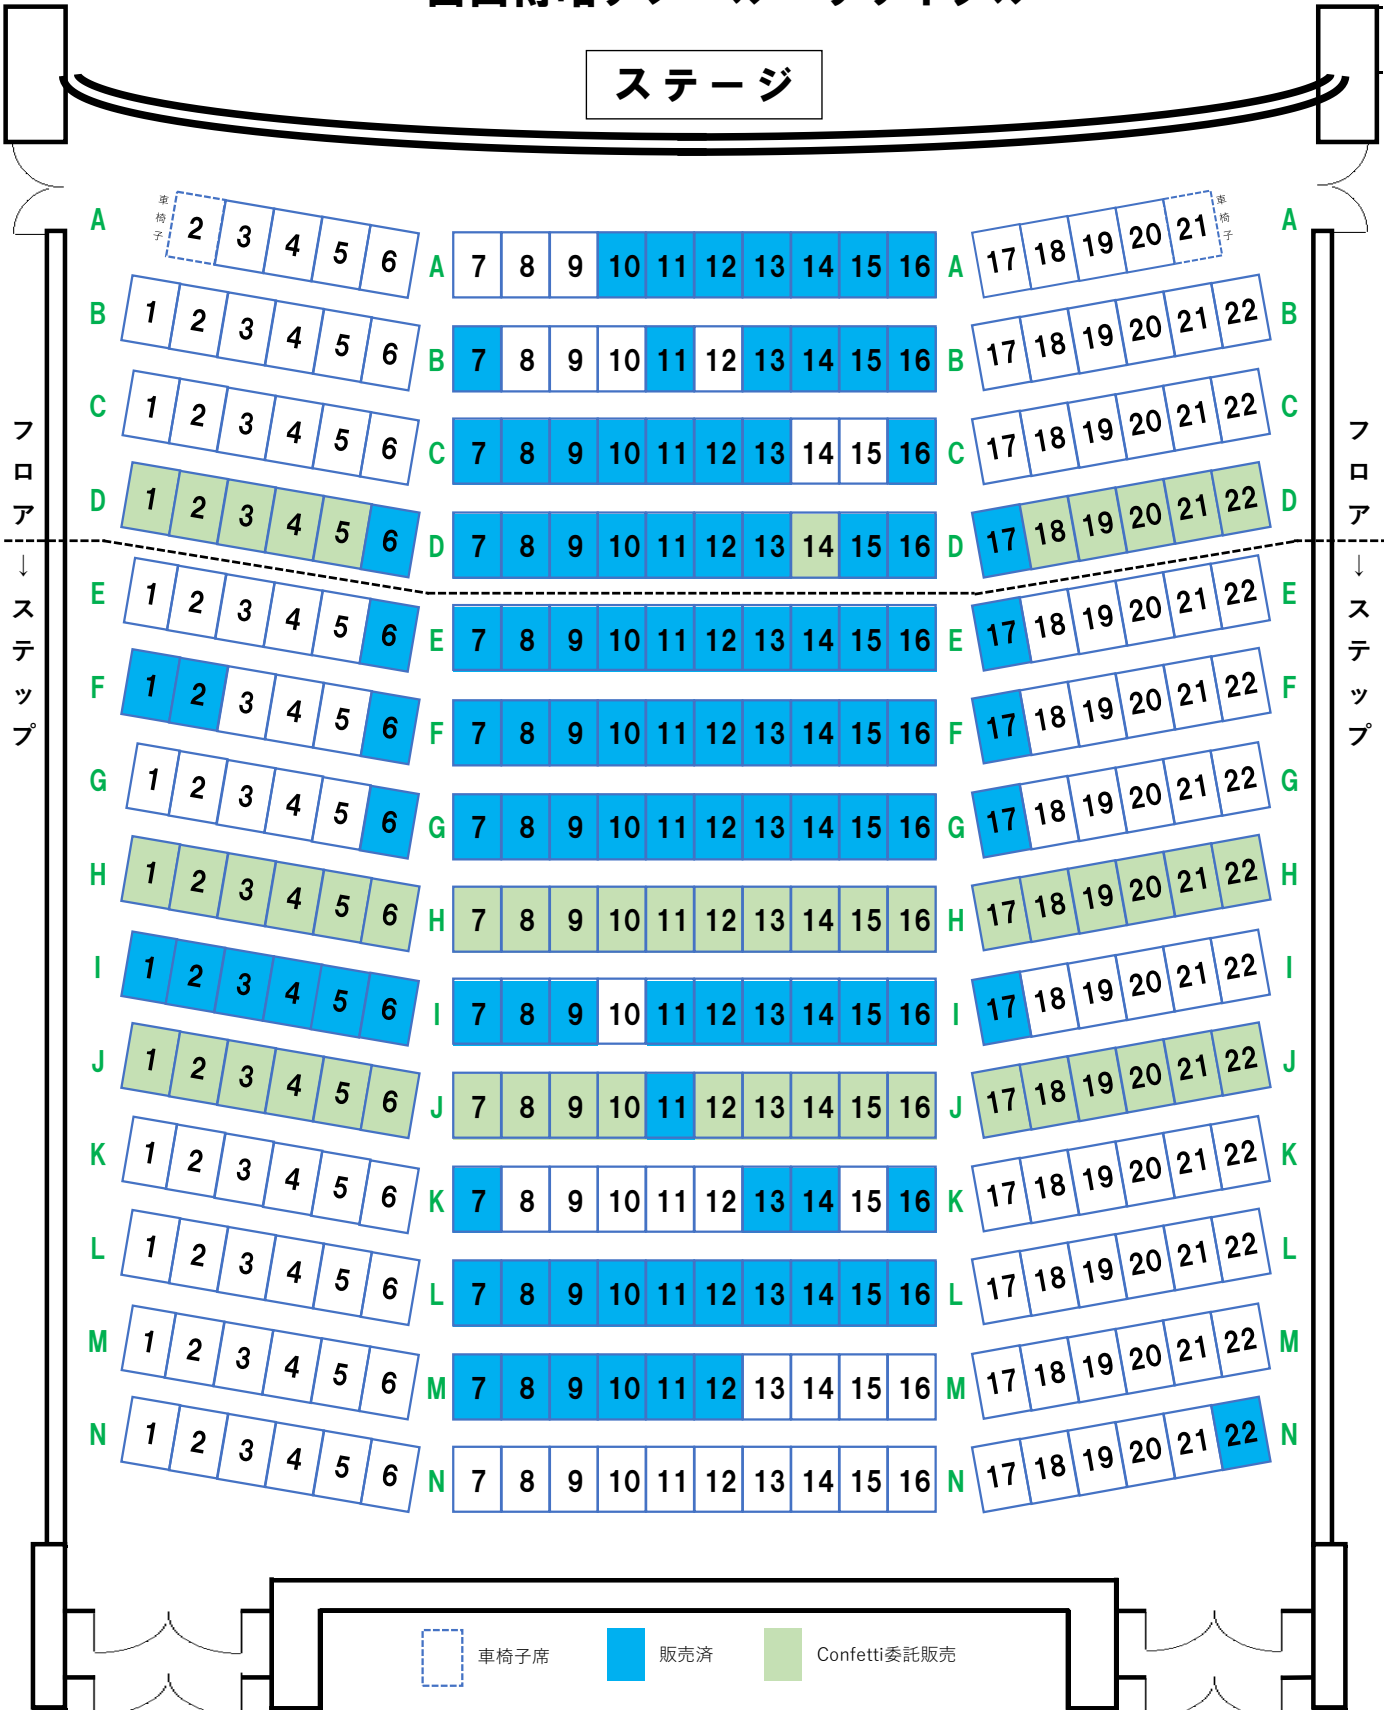 ステージ
車椅子
2 3 4 5 6
A
A 7 8 9 10 11 12 13 14 15 16 A
17 18 19 20 21
車椅子
A
B 1 2 3 4 5 6 B 7 8 9 10 11 12 13 14 15 16 B 17 18 19 20 21 22 B
C 1 2 3 4 5 6 C 7 8 9 10 11 12 13 14 15 16 C 17 18 19 20 21 22 C
D 1 2 3 4 5 6 D 7 8 9 10 11 12 13 14 15 16 D 17 18 19 20 21 22 D
フロア→ステップ
フロア→ステップ
E 1 2 3 4 5 6 E 7 8 9 10 11 12 13 14 15 16 E 17 18 19 20 21 22 E
F 1 2 3 4 5 6 F 7 8 9 10 11 12 13 14 15 16 F 17 18 19 20 21 22 F
G 1 2 3 4 5 6 G 7 8 9 10 11 12 13 14 15 16 G 17 18 19 20 21 22 G
H 1 2 3 4 5 6 H 7 8 9 10 11 12 13 14 15 16 H 17 18 19 20 21 22 H
I 1 2 3 4 5 6 I 7 8 9 10 11 12 13 14 15 16 I 17 18 19 20 21 22 I
J 1 2 3 4 5 6 J 7 8 9 10 11 12 13 14 15 16 J 17 18 19 20 21 22 J
K 1 2 3 4 5 6 K 7 8 9 10 11 12 13 14 15 16 K 17 18 19 20 21 22 K
L 1 2 3 4 5 6 L 7 8 9 10 11 12 13 14 15 16 L 17 18 19 20 21 22 L
M 1 2 3 4 5 6 M 7 8 9 10 11 12 13 14 15 16 M 17 18 19 20 21 22 M
N 1 2 3 4 5 6 N 7 8 9 10 11 12 13 14 15 16 N 17 18 19 20 21 22 N
車椅子席
販売済
Confetti委託販売